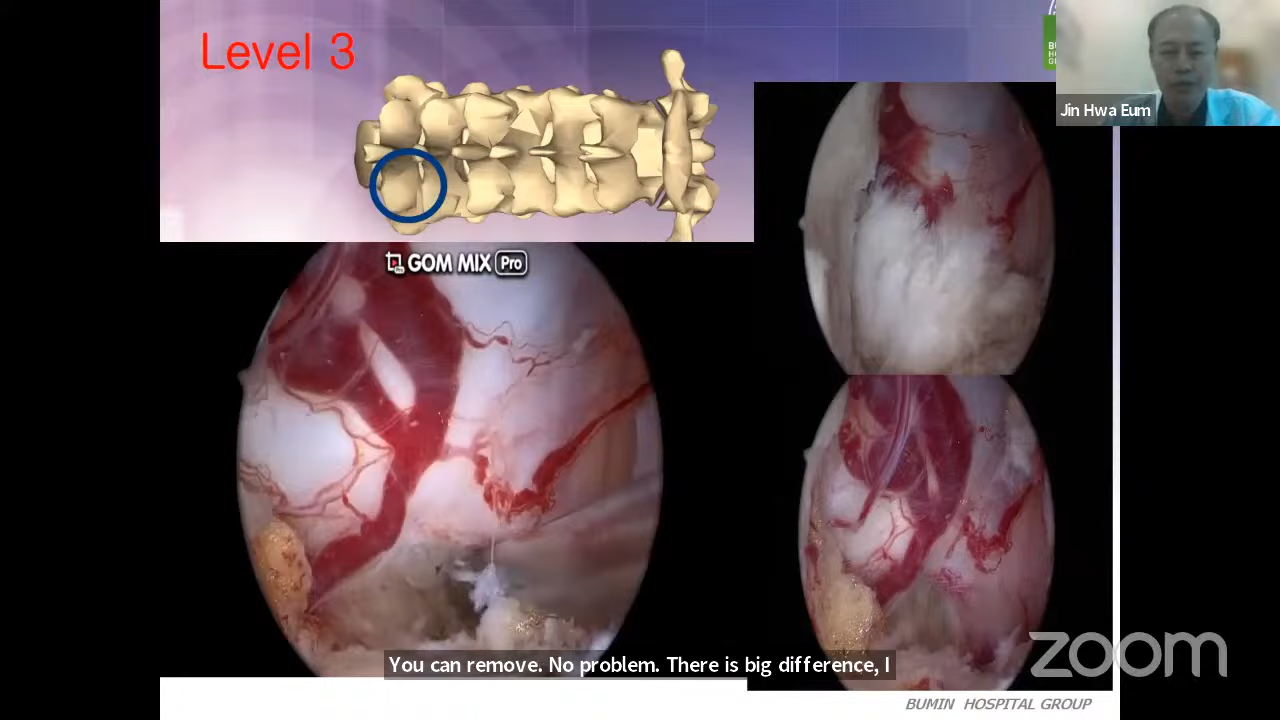 Level 3
Jin Hwa Eum
GOM MIX Pro
You can remove. No problem. There is big difference, I
zoom
BUMIN HOSPITAL GROUP